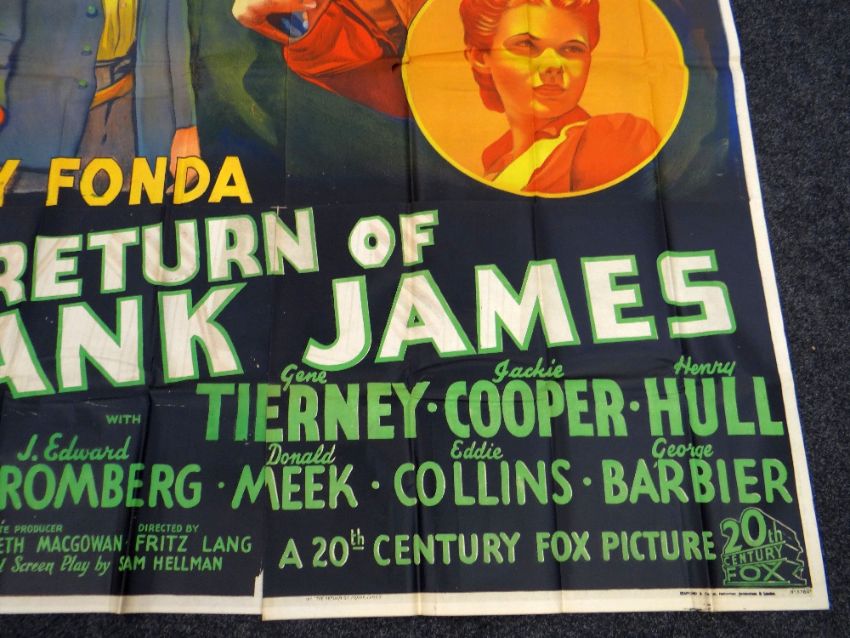 Y FONDA
RETURN OF
ANK JAMES
WITH
Gene Jackie Henry
TIERNEY · COOPER · HULL
J. Edward Donald Eddie George
ROMBERG · MEEK · COLLINS · BARBIER
TE PRODUCER DIRECTED BY
ETH MACGOWAN · FRITZ LANG
Screen Play by SAM HELLMAN
A 20th CENTURY FOX PICTURE
20th
CENTURY
FOX